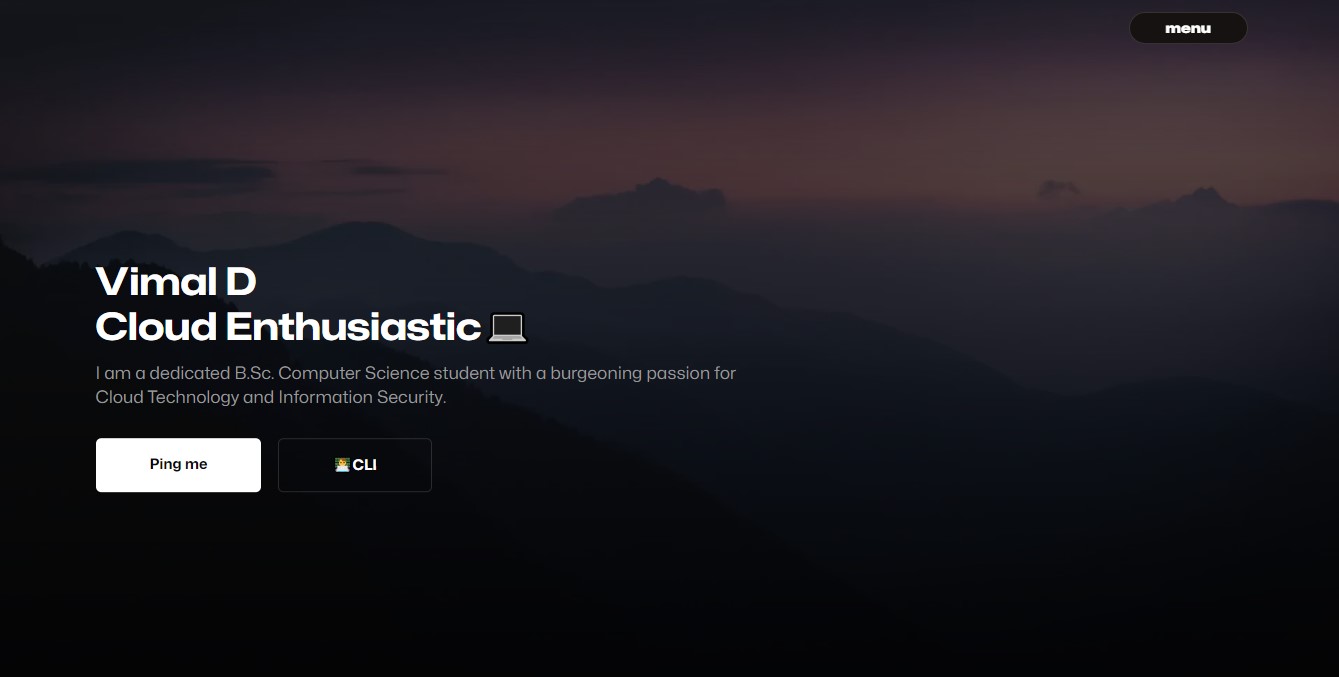 menu
Vimal D
Cloud Enthusiastic 💻
I am a dedicated B.Sc. Computer Science student with a burgeoning passion for
Cloud Technology and Information Security.
Ping me
👨‍💻 CLI